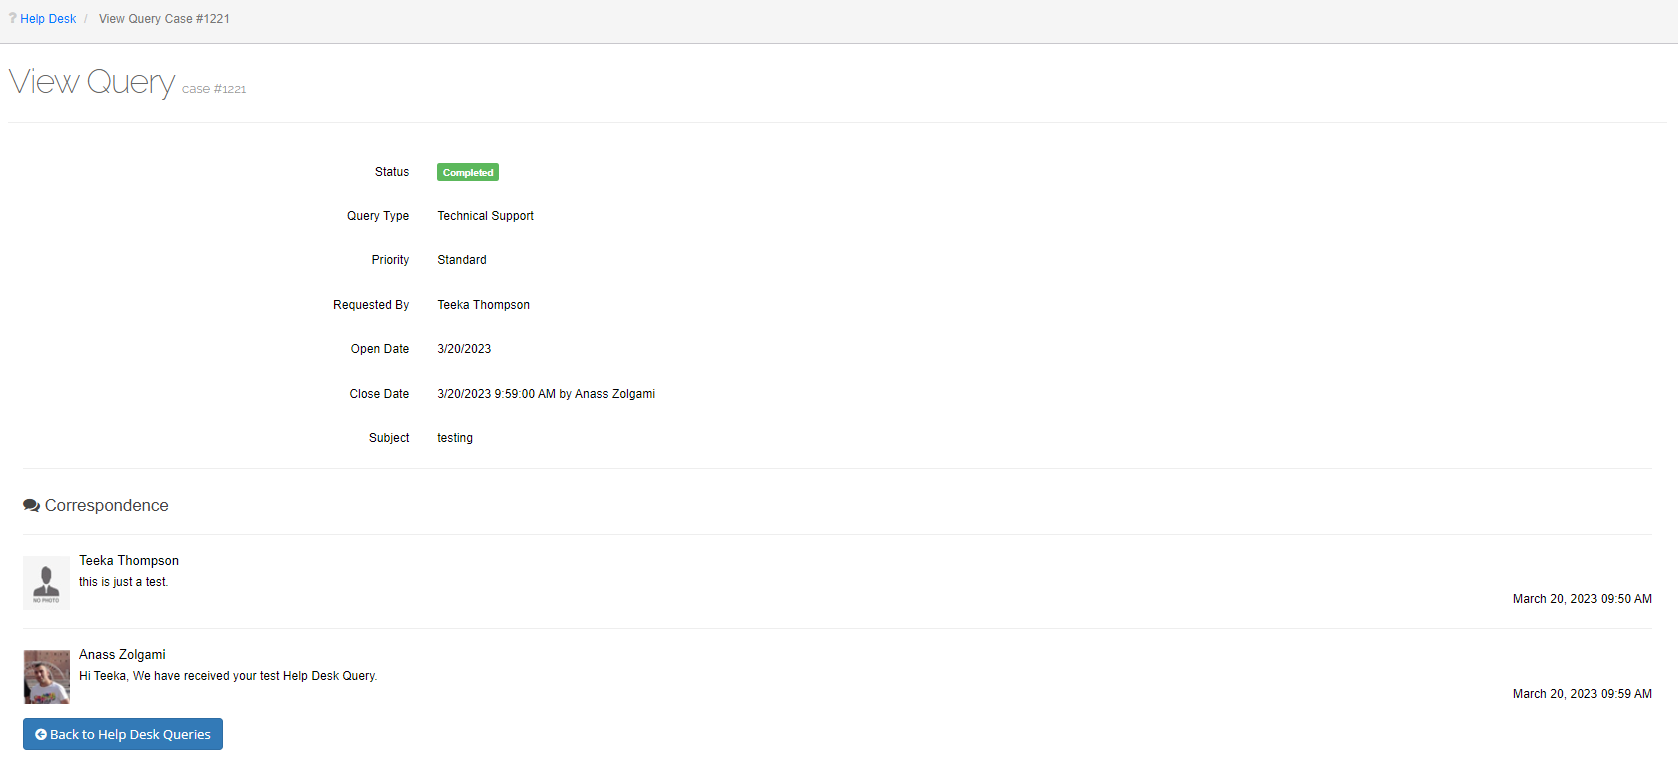 Help Desk / View Query Case #1221
View Query case #1221
Status Completed
Query Type Technical Support
Priority Standard
Requested By Teeka Thompson
Open Date 3/20/2023
Close Date 3/20/2023 9:59:00 AM by Anass Zolgami
Subject testing
Correspondence
Teeka Thompson
this is just a test.
NO PHOTO
March 20, 2023 09:50 AM
Anass Zolgami
Hi Teeka, We have received your test Help Desk Query.
March 20, 2023 09:59 AM
Back to Help Desk Queries